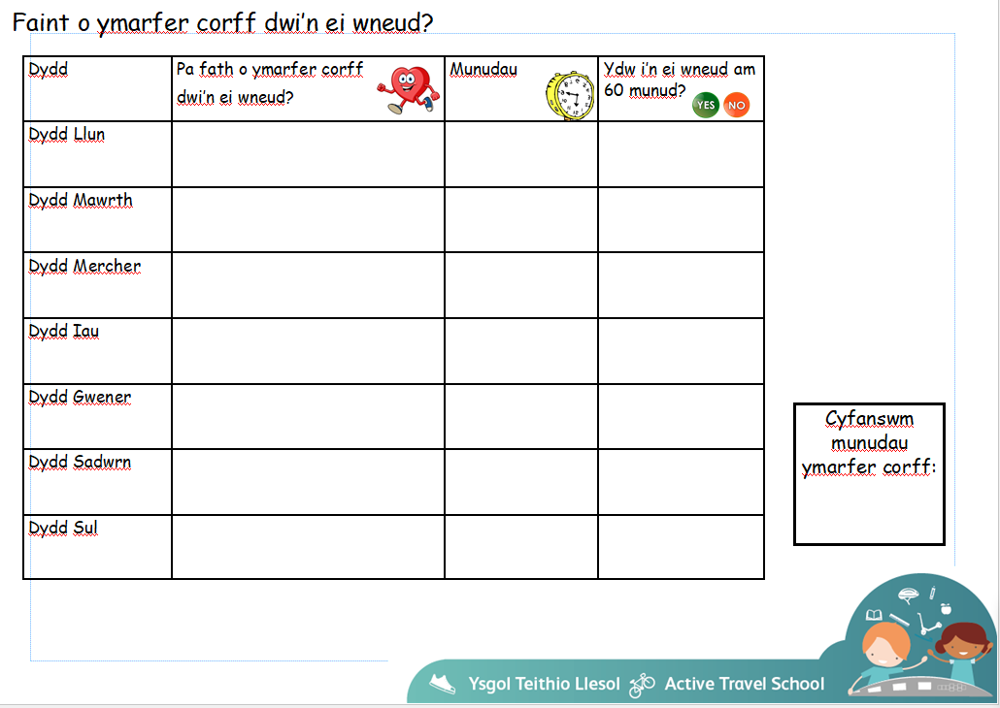 Faint o ymarfer corff dwi'n ei wneud?
Dydd
Pa fath o ymarfer corff
dwi'n ei wneud?
Munudau
Ydw i'n ei wneud am
60 munud?
YES NO
Dydd Llun
Dydd Mawrth
Dydd Mercher
Dydd Iau
Dydd Gwener
Dydd Sadwrn
Dydd Sul
Cyfanswm
munudau
ymarfer corff:
Ysgol Teithio Llesol Active Travel School